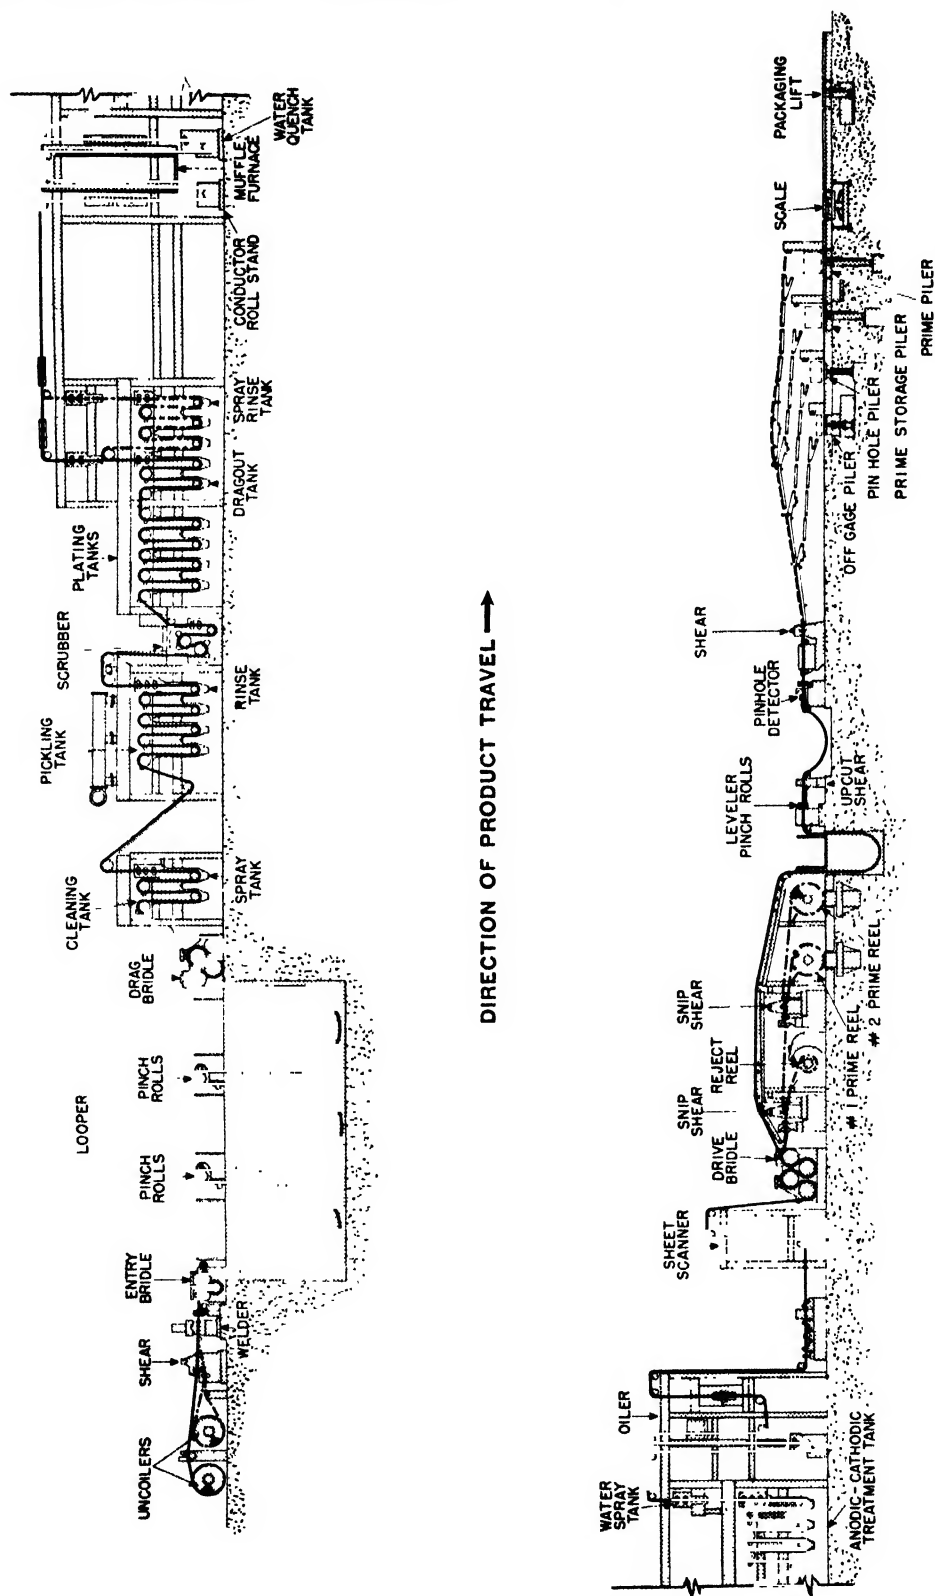 UNCOILERS
SHEAR
WELDER
ENTRY
BRIDLE
PINCH
ROLLS
LOOPER
PINCH
ROLLS
DRAG
BRIDLE
CLEANING
TANK
SPRAY
TANK
PICKLING
TANK
RINSE
TANK
SCRUBBER
PLATING
TANKS
DRAGOUT
TANK
SPRAY
RINSE
TANK
CONDUCTOR
ROLL STAND
MUFFLE
FURNACE
WATER
QUENCH
TANK
DIRECTION OF PRODUCT TRAVEL
ANODIC-CATHODIC
TREATMENT TANK
WATER
SPRAY
TANK
OILER
SHEET
SCANNER
DRIVE
BRIDLE
SNIP
SHEAR
REJECT
REEL
SNIP
SHEAR
# 1 PRIME REEL
# 2 PRIME REEL
LEVELER
PINCH ROLLS
UPCUT
SHEAR
PINHOLE
DETECTOR
SHEAR
OFF GAGE PILER
PIN HOLE PILER
PRIME STORAGE PILER
PRIME PILER
SCALE
PACKAGING
LIFT